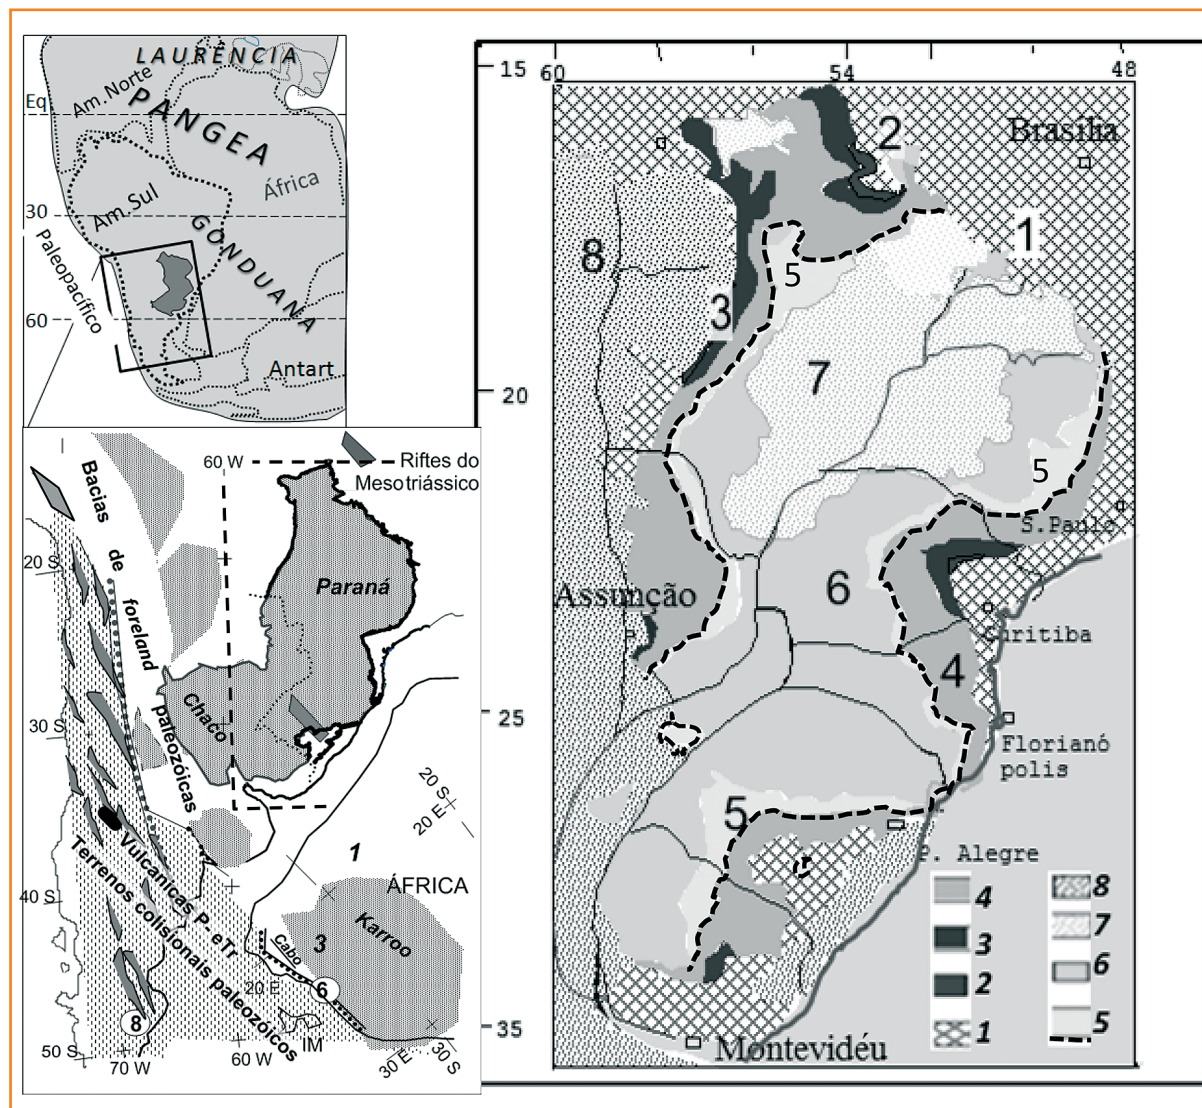 LAURÊNCIA
Am.Norte
Eq
PANGEA
África
Am.Sul
30
GONDUANA
Paleopacífico
60
Antart
60 W
Riftes do
Mesotriássico
Bacias de foreland paleozóicas
20 S
Paraná
Chaco
30 S
20 S
20 E
Vulcanicas P- eTr
Terrenos colisionais paleozóicos
1
ÁFRICA
40 S
Karroo
3
Cabo
20 E
6
8
IM
50 S
70 W
60 W
30 E
30 S
15
60
54
48
2
Brasília
8
1
5
3
7
20
5
S.Paulo
Assunção
6
Curitiba
4
25
Florianó
polis
5
P. Alegre
4
8
3
7
2
6
1
5
35
Montevidéu